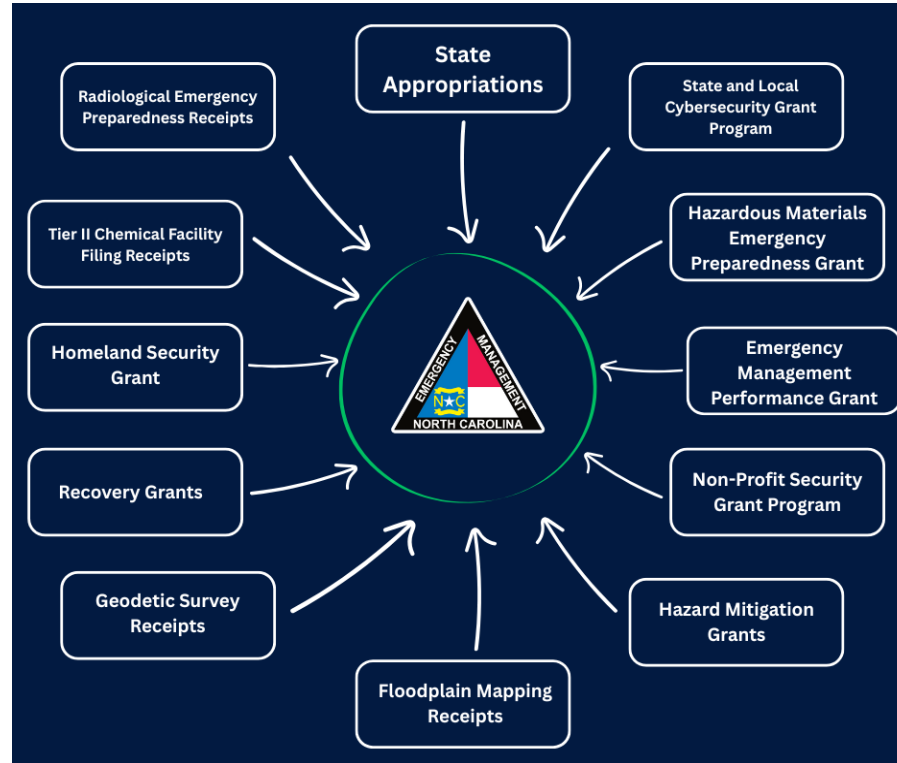 State
Appropriations
Radiological Emergency
Preparedness Receipts
State and Local
Cybersecurity Grant
Program
Tier II Chemical Facility
Filing Receipts
Hazardous Materials
Emergency
Preparedness Grant
Homeland Security
Grant
EMERGENCY
MANAGEMENT
N C
NORTH CAROLINA
Emergency
Management
Performance Grant
Recovery Grants
Non-Profit Security
Grant Program
Geodetic Survey
Receipts
Hazard Mitigation
Grants
Floodplain Mapping
Receipts